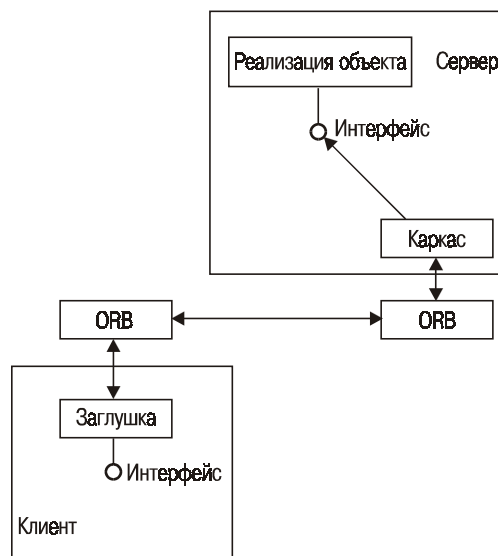 Реализация объекта
Сервер
Интерфейс
Каркас
ORB
ORB
Заглушка
Интерфейс
Клиент